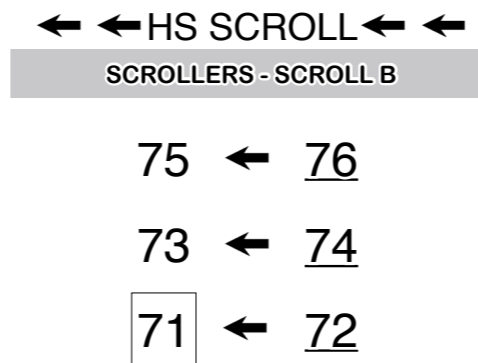 ← ← HS SCROLL ← ←
SCROLLERS - SCROLL B
75 ← 76
73 ← 74
71 ← 72